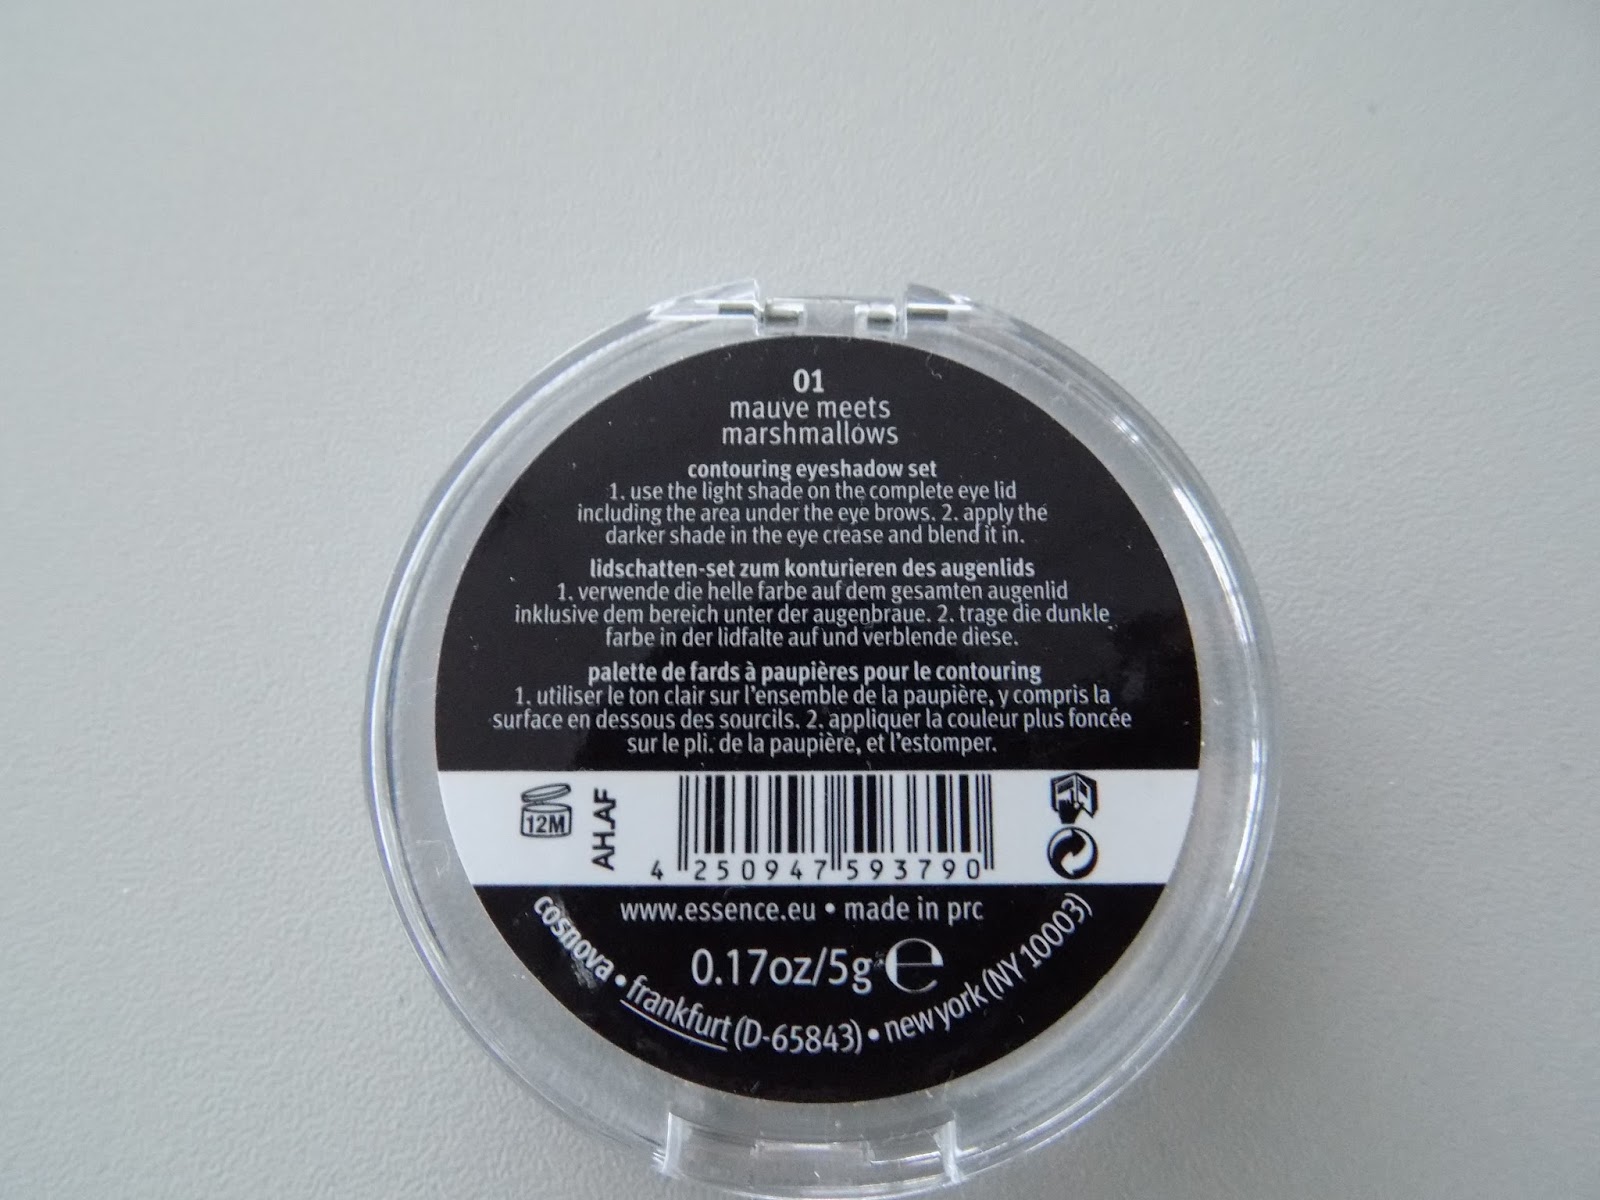 01
mauve meets
marshmallows
contouring eyeshadow set
1. use the light shade on the complete eye lid
including the area under the eye brows. 2. apply the
darker shade in the eye crease and blend it in.
lidschatten-set zum konturieren des augenlids
1. verwende die helle farbe auf dem gesamten augenlid
inklusive dem bereich unter der augenbraue. 2. trage die dunkle
farbe in der lidfalte auf und verblende diese.
palette de fards à paupières pour le contouring
1. utiliser le ton clair sur l'ensemble de la paupière, y compris la
surface en dessous des sourcils. 2. appliquer la couleur plus foncée
sur le pli. de la paupière, et l'estomper.
12M
AH.AF
4 250947 593790
www.essence.eu • made in prc
0.17oz/5g ℮
cosnova • frankfurt (D-65843) • new york (NY 10003)